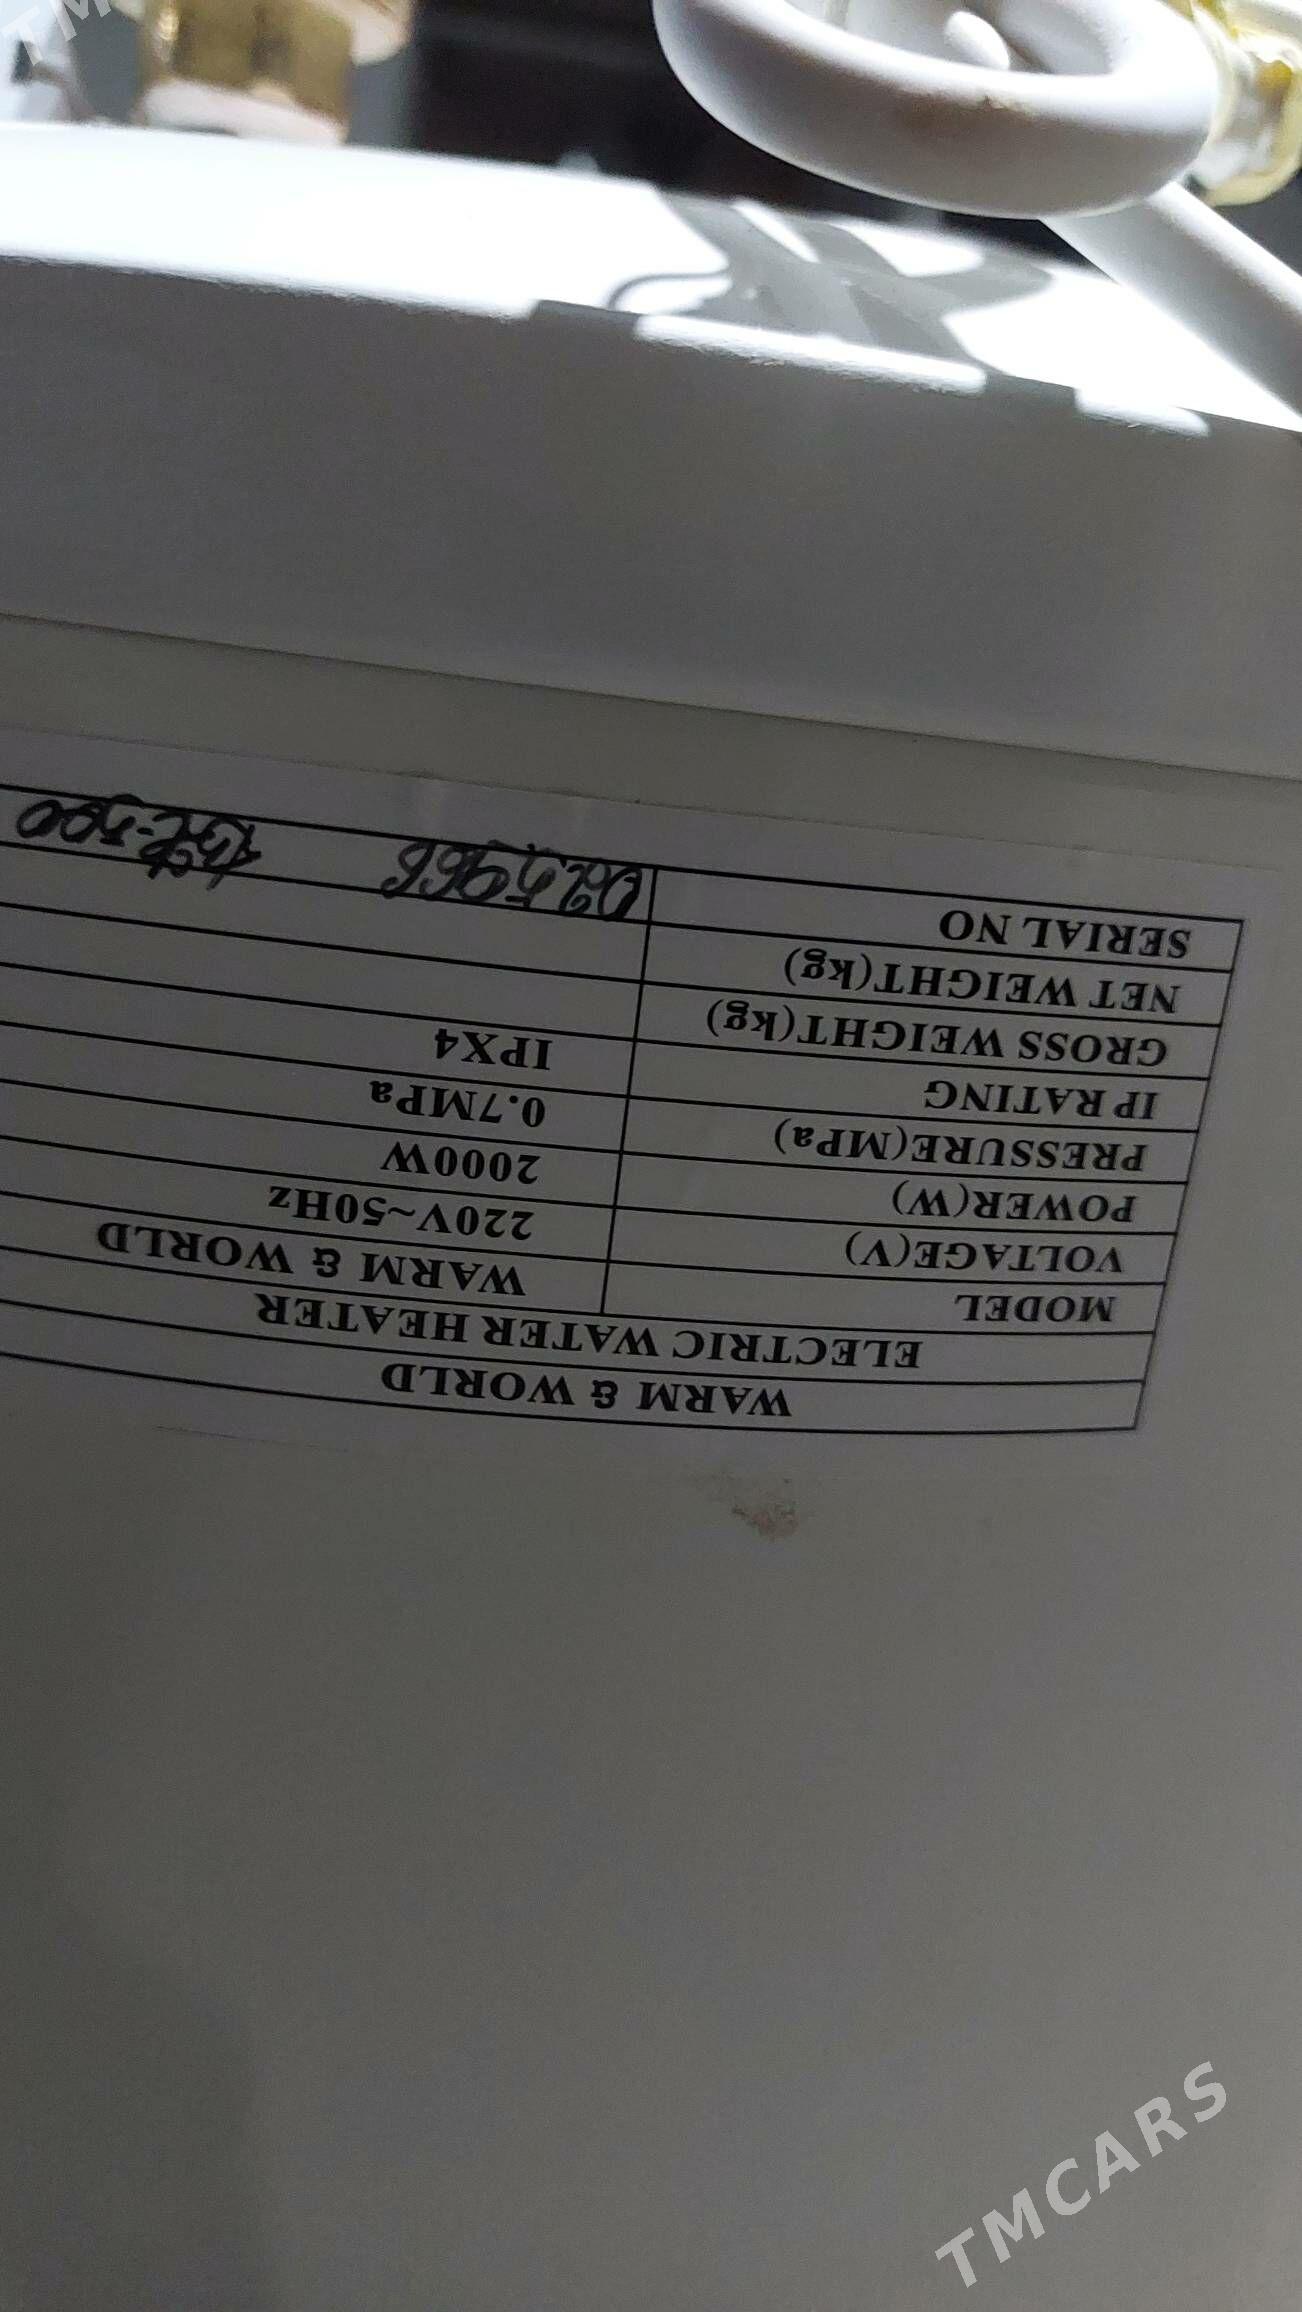 WARM & WORLD
ELECTRIC WATER HEATER
MODEL WARM & WORLD
VOLTAGE(V) 220V~50Hz
POWER(W) 2000W
PRESSURE(MPa) 0.7MPa
IP RATING IPX4
GROSS WEIGHT(kg)
NET WEIGHT(kg)
SERIAL NO
TMCARS